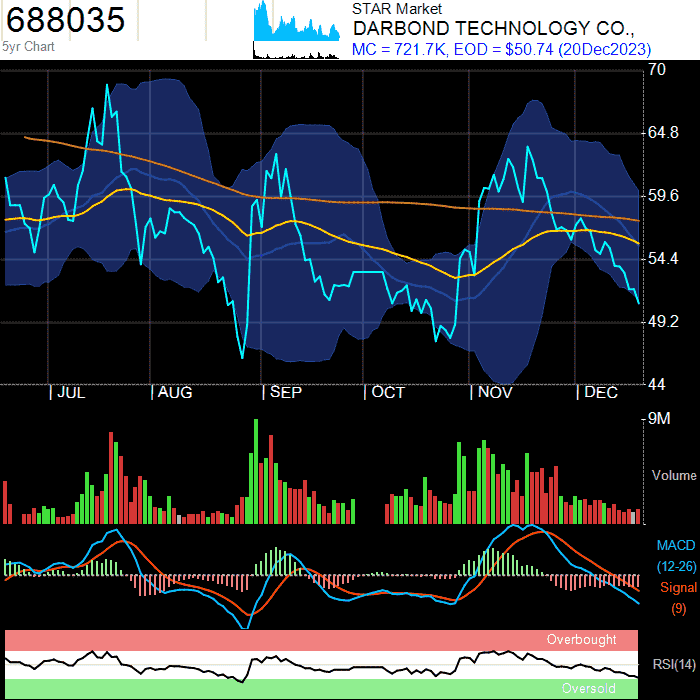 688035
5yr Chart
STAR Market
DARBOND TECHNOLOGY CO.,
MC = 721.7K, EOD = $50.74 (20Dec2023)
70
64.8
59.6
54.4
49.2
44
| JUL | AUG | SEP | OCT | NOV | DEC
9M
Volume
MACD
(12-26)
Signal
(9)
Overbought
RSI(14)
Oversold